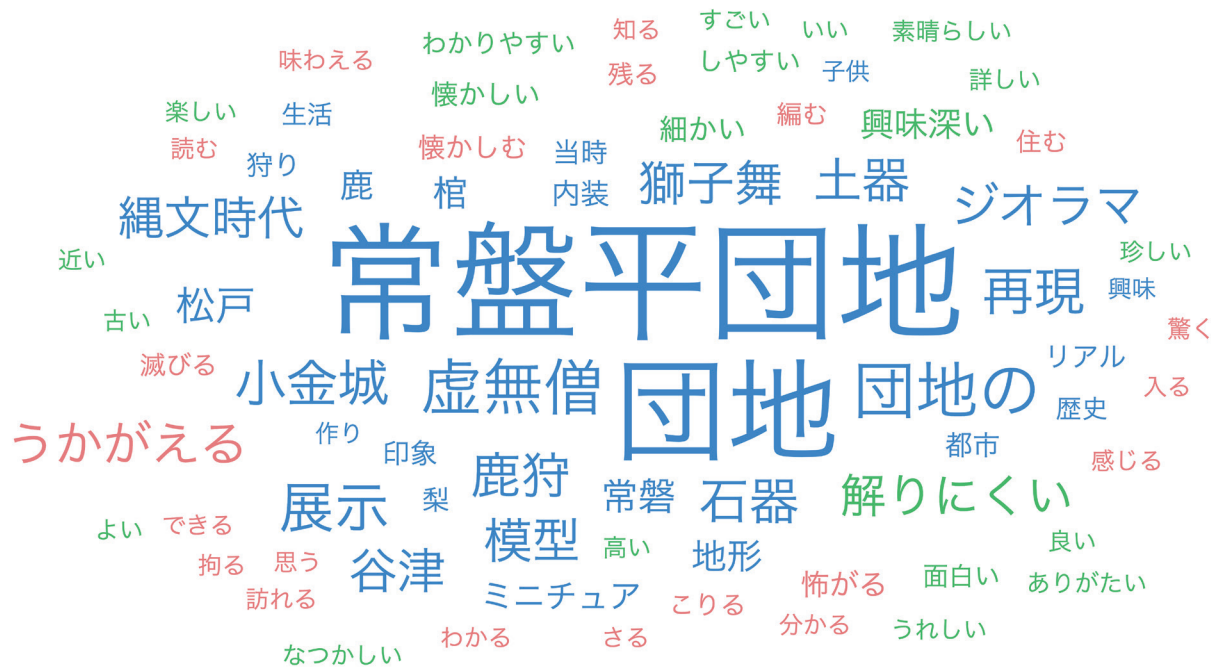 知る
すごい
いい
素晴らしい
わかりやすい
味わえる
しやすい
残る
子供
詳しい
懐かしい
楽しい
生活
編む
興味深い
細かい
住む
読む
懐かしむ
当時
狩り
鹿
棺
内装
獅子舞
土器
ジオラマ
縄文時代
常盤平団地
近い
珍しい
松戸
再現
興味
古い
驚く
滅びる
小金城
虚無僧
団地
団地の
リアル
入る
歴史
うかがえる
作り
印象
都市
感じる
鹿狩
展示
梨
常磐
石器
解りにくい
よい
できる
模型
高い
地形
良い
拘る
思う
谷津
怖がる
面白い
ありがたい
訪れる
ミニチュア
こりる
分かる
うれしい
わかる
さる
なつかしい